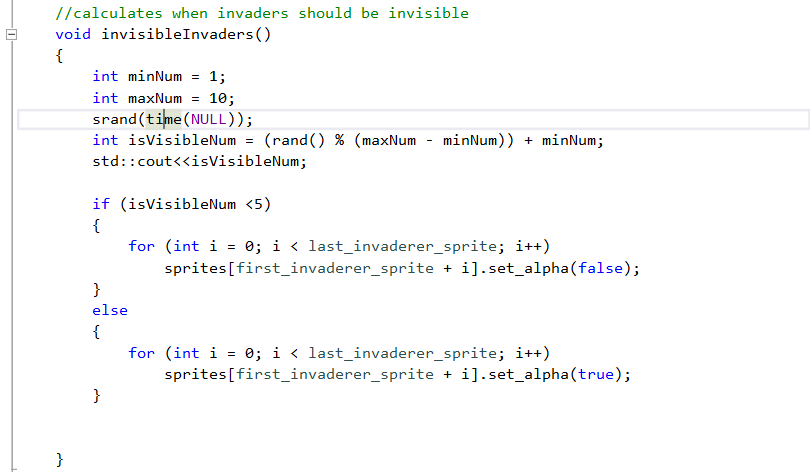 //calculates when invaders should be invisible
void invisibleInvaders()
{
int minNum = 1;
int maxNum = 10;
srand(time(NULL));
int isVisibleNum = (rand() % (maxNum - minNum)) + minNum;
std::cout<<isVisibleNum;
if (isVisibleNum <5)
{
for (int i = 0; i < last_invaderer_sprite; i++)
sprites[first_invaderer_sprite + i].set_alpha(false);
}
else
{
for (int i = 0; i < last_invaderer_sprite; i++)
sprites[first_invaderer_sprite + i].set_alpha(true);
}
}